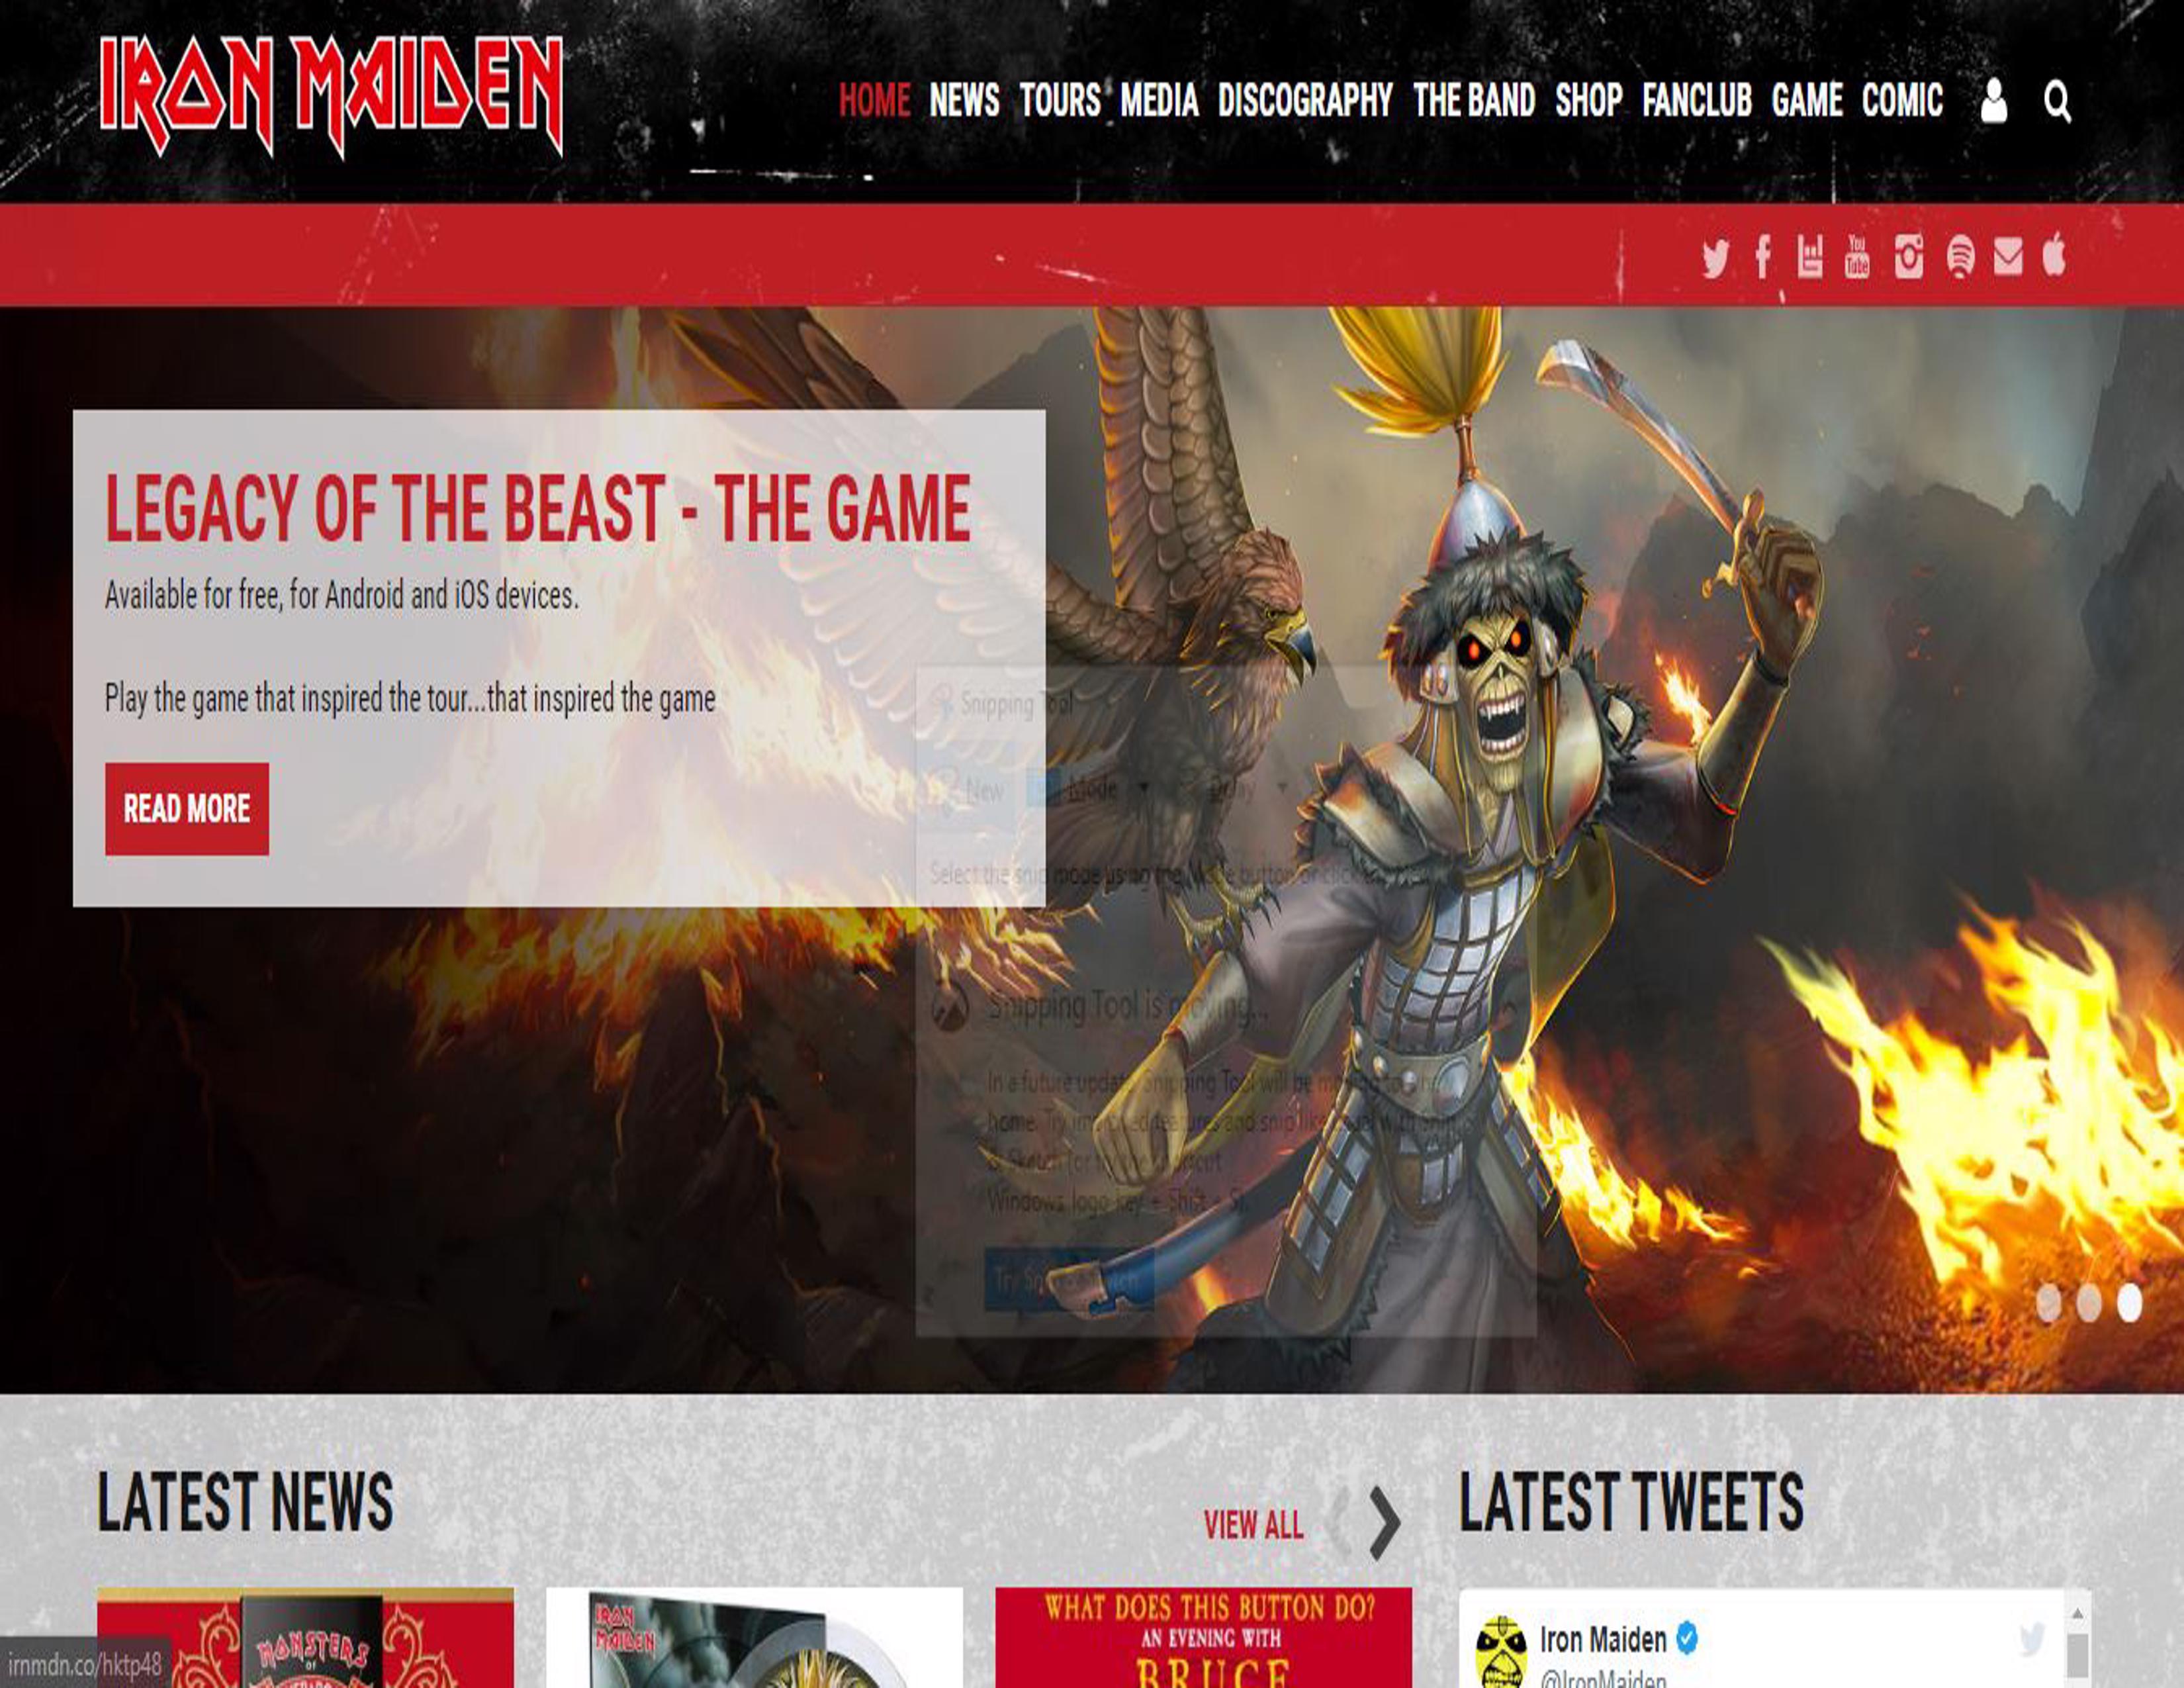 IRON MAIDEN
HOME NEWS TOURS MEDIA DISCOGRAPHY THE BAND SHOP FANCLUB GAME COMIC
You
Tube
LEGACY OF THE BEAST - THE GAME
Available for free, for Android and iOS devices.
Play the game that inspired the tour...that inspired the game
READ MORE
Snipping Tool
New Mode Delay
Select the snip mode using the Mode button or click the New
Snipping Tool is moving...
In a future update, Snipping Tool will be moving to a new
home. Try improved features and snip like usual with Snip
& Sketch (or try the shortcut
Windows logo key + Shift + S).
Try Snip & Sketch
LATEST NEWS
VIEW ALL
LATEST TWEETS
MONSTERS
OF
IRON
MAIDEN
WHAT DOES THIS BUTTON DO?
AN EVENING WITH
BRUCE
Iron Maiden
@IronMaiden
irnmdn.co/hktp48